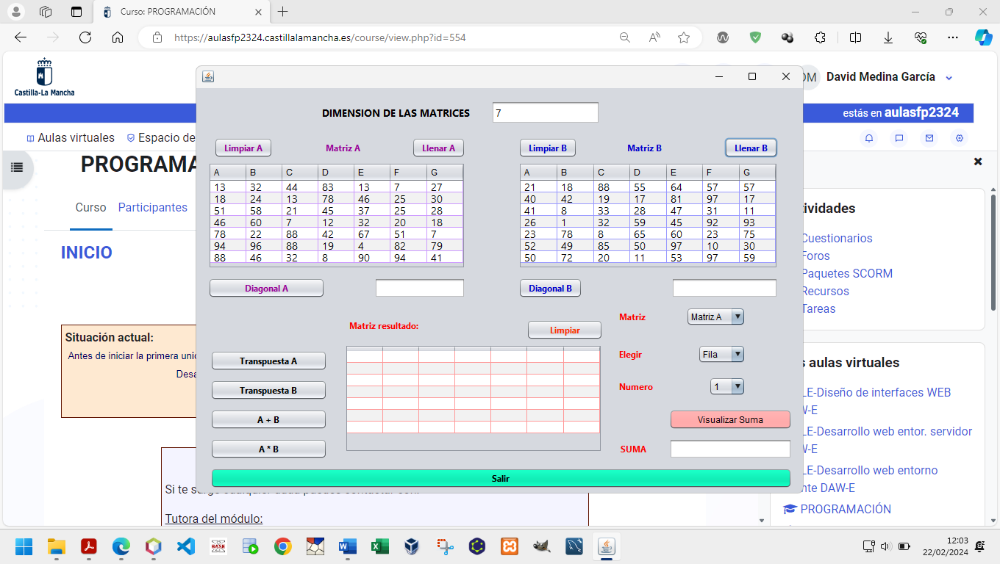 Curso: PROGRAMACIÓN
https://aulasfp2324.castillalamancha.es/course/view.php?id=554
Castilla-La Mancha
DM David Medina García
estás en aulasfp2324
Aulas virtuales Espacio de
PROGRAMA
Curso Participantes
INICIO
Situación actual:
Antes de iniciar la primera unid
Desa
Si te surge cualquier duda puedes contactar con:
Tutora del módulo:
DIMENSION DE LAS MATRICES 7
Limpiar A Matriz A Llenar A
A B C D E F G
13 32 44 83 13 7 27
18 24 13 78 46 25 30
51 58 21 45 37 25 28
46 60 7 12 32 20 18
78 22 88 42 67 51 7
94 96 88 19 4 82 79
88 46 32 8 90 94 41
Diagonal A
Limpiar B Matriz B Llenar B
A B C D E F G
21 18 88 55 64 57 57
40 42 19 17 81 97 17
41 8 33 28 47 31 11
26 1 32 59 45 92 93
23 78 8 65 60 23 75
52 49 85 50 97 10 30
50 72 20 11 53 97 59
Diagonal B
Matriz resultado: Limpiar
Transpuesta A
Transpuesta B
A + B
A * B
Matriz Matriz A
Elegir Fila
Numero 1
Visualizar Suma
SUMA
Salir
tividades
Cuestionarios
Foros
Paquetes SCORM
Recursos
Tareas
s aulas virtuales
LE-Diseño de interfaces WEB
W-E
LE-Desarrollo web entor. servidor
W-E
LE-Desarrollo web entorno
nte DAW-E
PROGRAMACIÓN
12:03
22/02/2024